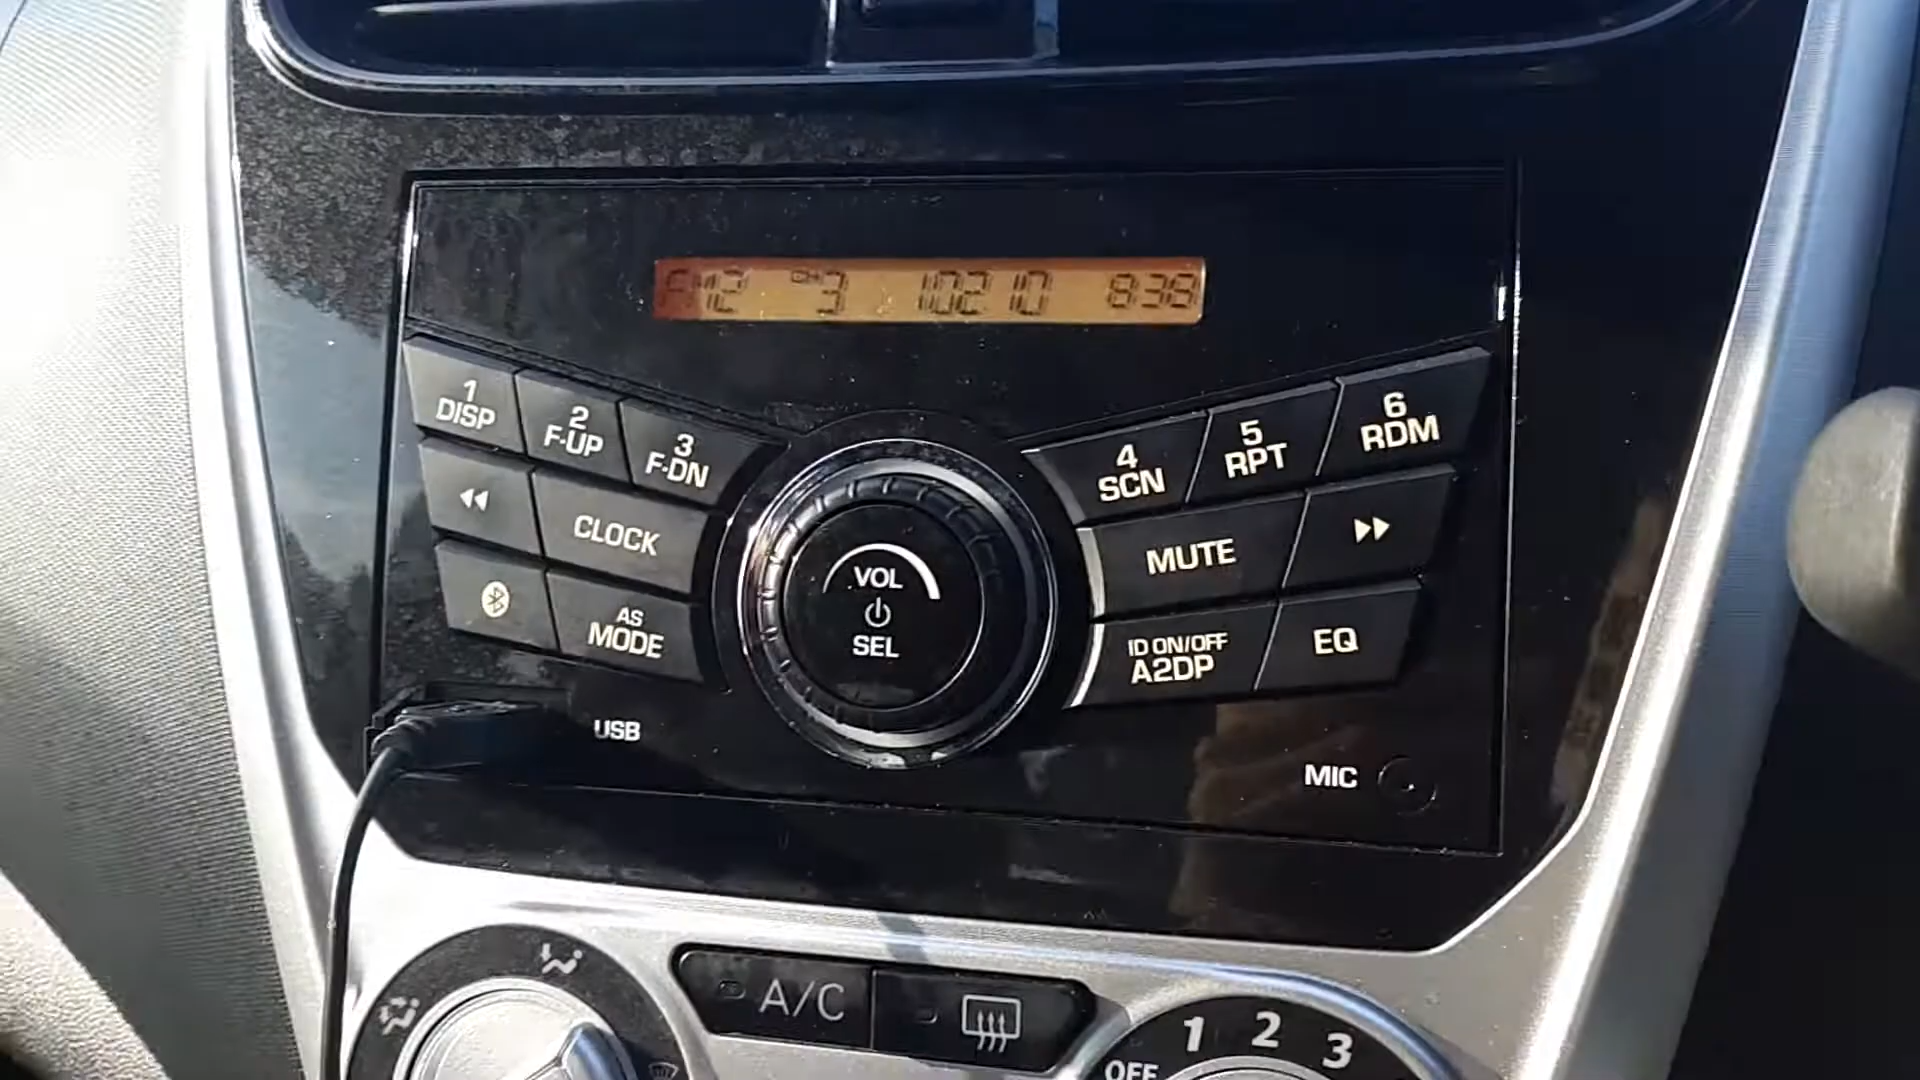 FM2 CH 3 102.10 8:38
1
DISP
2
F-UP
3
F-DN
4
SCN
5
RPT
6
RDM
CLOCK
MUTE
AS
MODE
VOL
SEL
ID ON/OFF
A2DP
EQ
USB
MIC
A/C
OFF 1 2 3